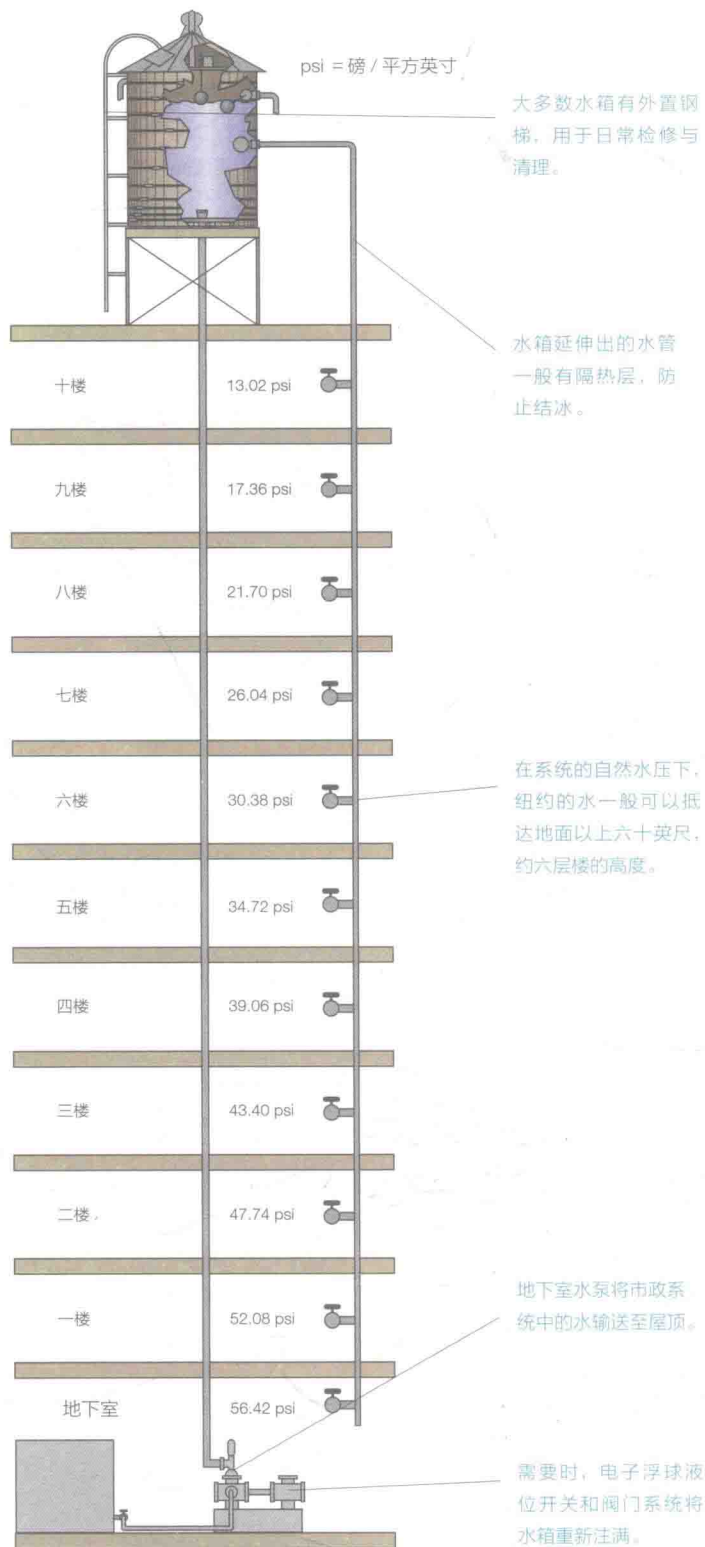 psi = 磅 / 平方英寸
大多数水箱有外置钢
梯，用于日常检修与
清理。
水箱延伸出的水管
一般有隔热层，防
止结冰。
十楼 13.02 psi
九楼 17.36 psi
八楼 21.70 psi
七楼 26.04 psi
六楼 30.38 psi
在系统的自然水压下，
纽约的水一般可以抵
达地面以上六十英尺，
约六层楼的高度。
五楼 34.72 psi
四楼 39.06 psi
三楼 43.40 psi
二楼 47.74 psi
一楼 52.08 psi
地下室水泵将市政系
统中的水输送至屋顶。
地下室 56.42 psi
需要时，电子浮球液
位开关和阀门系统将
水箱重新注满。